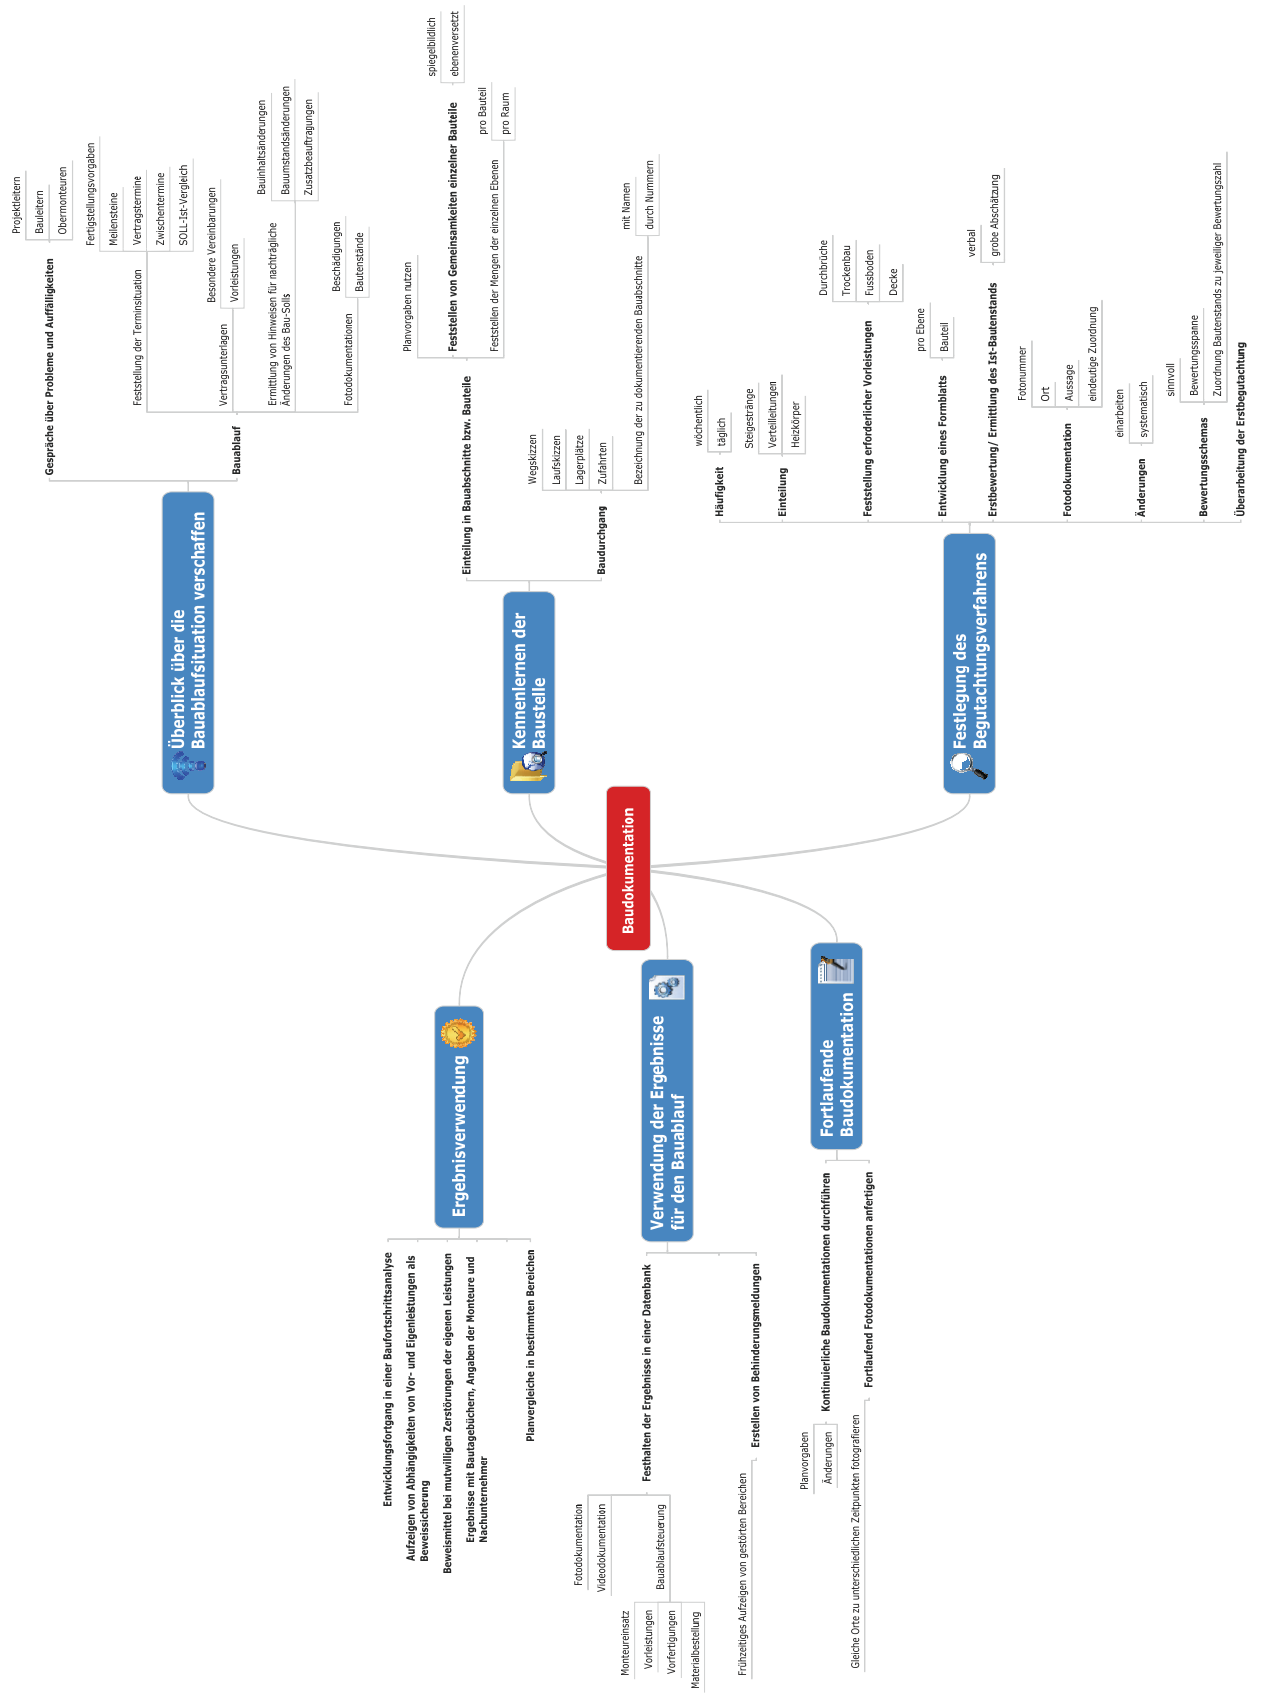 Baudokumentation
Überblick über die
Bauablaufsituation verschaffen
Gespräche über Probleme und Auffälligkeiten
Projektleitern
Bauleitern
Obermonteuren
Bauablauf
Feststellung der Terminsituation
Fertigstellungsvorgaben
Meilensteine
Vertragstermine
Zwischentermine
SOLL-Ist-Vergleich
Vertragsunterlagen
Besondere Vereinbarungen
Vorleistungen
Ermittlung von Hinweisen für nachträgliche
Änderungen des Bau-Solls
Bauinhaltsänderungen
Bauumstandsänderungen
Zusatzbeauftragungen
Fotodokumentationen
Beschädigungen
Bautenstände
Kennenlernen der
Baustelle
Einteilung in Bauabschnitte bzw. Bauteile
Planvorgaben nutzen
Feststellen von Gemeinsamkeiten einzelner Bauteile
spiegelbildlich
ebenenversetzt
Feststellen der Mengen der einzelnen Ebenen
pro Bauteil
pro Raum
Baudurchgang
Wegskizzen
Laufskizzen
Lagerplätze
Zufahrten
Bezeichnung der zu dokumentierenden Bauabschnitte
mit Namen
durch Nummern
Festlegung des
Begutachtungsverfahrens
Häufigkeit
wöchentlich
täglich
Einteilung
Steigestränge
Verteilleitungen
Heizkörper
Feststellung erforderlicher Vorleistungen
Durchbrüche
Trockenbau
Fussboden
Decke
Entwicklung eines Formblatts
pro Ebene
Bauteil
Erstbewertung/ Ermittlung des Ist-Bautenstands
verbal
grobe Abschätzung
Fotodokumentation
Fotonummer
Ort
Aussage
eindeutige Zuordnung
Änderungen
einarbeiten
systematisch
Bewertungsschemas
sinnvoll
Bewertungsspanne
Zuordnung Bautenstands zu jeweiliger Bewertungszahl
Überarbeitung der Erstbegutachtung
Ergebnisverwendung
Entwicklungsfortgang in einer Baufortschrittsanalyse
Aufzeigen von Abhängigkeiten von Vor- und Eigenleistungen als
Beweissicherung
Beweismittel bei mutwilligen Zerstörungen der eigenen Leistungen
Ergebnisse mit Bautagebüchern, Angaben der Monteure und
Nachunternehmer
Planvergleiche in bestimmten Bereichen
Verwendung der Ergebnisse
für den Bauablauf
Festhalten der Ergebnisse in einer Datenbank
Fotodokumentation
Videodokumentation
Bauablaufsteuerung
Monteureinsatz
Vorleistungen
Vorfertigungen
Materialbestellung
Erstellen von Behinderungsmeldungen
Frühzeitiges Aufzeigen von gestörten Bereichen
Fortlaufende
Baudokumentation
Kontinuierliche Baudokumentationen durchführen
Planvorgaben
Änderungen
Fortlaufend Fotodokumentationen anfertigen
Gleiche Orte zu unterschiedlichen Zeitpunkten fotografieren